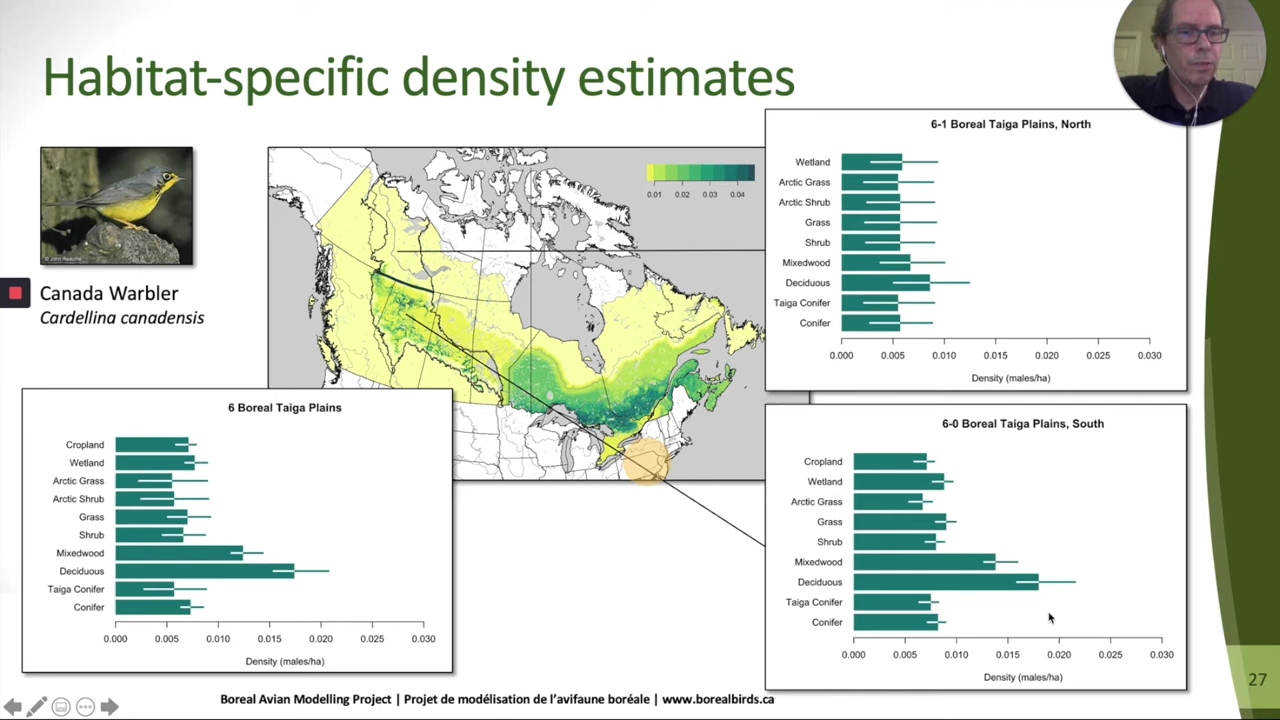 Habitat-specific density estimates
© John Reaume
Canada Warbler
Cardellina canadensis
0.01 0.02 0.03 0.04
6-1 Boreal Taiga Plains, North
Wetland
Arctic Grass
Arctic Shrub
Grass
Shrub
Mixedwood
Deciduous
Taiga Conifer
Conifer
0.000 0.005 0.010 0.015 0.020 0.025 0.030
Density (males/ha)
6 Boreal Taiga Plains
Cropland
Wetland
Arctic Grass
Arctic Shrub
Grass
Shrub
Mixedwood
Deciduous
Taiga Conifer
Conifer
0.000 0.005 0.010 0.015 0.020 0.025 0.030
Density (males/ha)
6-0 Boreal Taiga Plains, South
Cropland
Wetland
Arctic Grass
Grass
Shrub
Mixedwood
Deciduous
Taiga Conifer
Conifer
0.000 0.005 0.010 0.015 0.020 0.025 0.030
Density (males/ha)
Boreal Avian Modelling Project | Projet de modélisation de l'avifaune boréale | www.borealbirds.ca
27